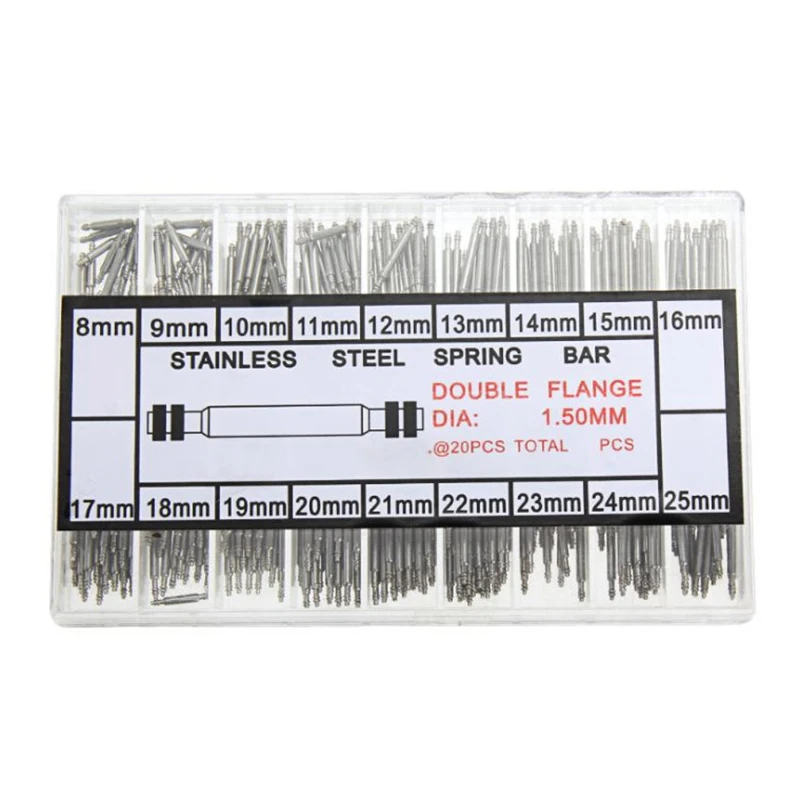 8mm 9mm 10mm 11mm 12mm 13mm 14mm 15mm 16mm
STAINLESS STEEL SPRING BAR
DOUBLE FLANGE
DIA: 1.50MM
.@20PCS TOTAL PCS
17mm 18mm 19mm 20mm 21mm 22mm 23mm 24mm 25mm